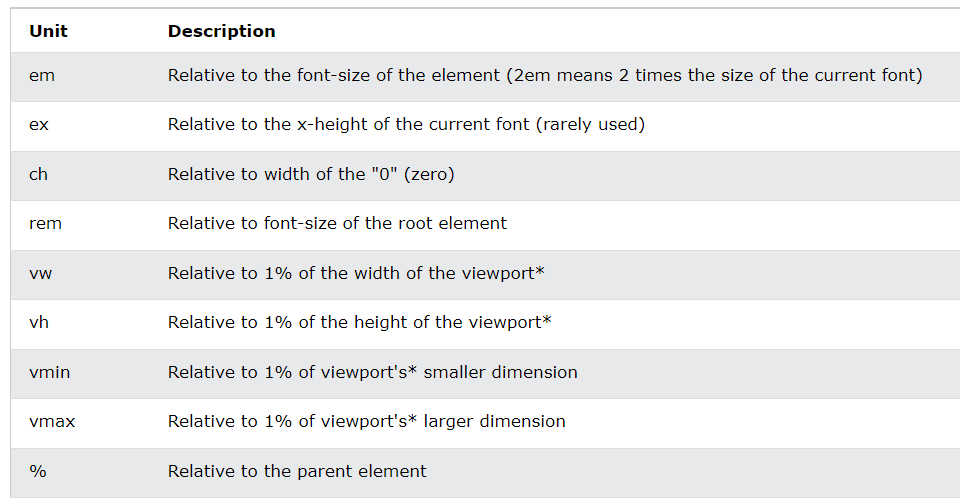 Unit Description
em Relative to the font-size of the element (2em means 2 times the size of the current font)
ex Relative to the x-height of the current font (rarely used)
ch Relative to width of the "0" (zero)
rem Relative to font-size of the root element
vw Relative to 1% of the width of the viewport*
vh Relative to 1% of the height of the viewport*
vmin Relative to 1% of viewport's* smaller dimension
vmax Relative to 1% of viewport's* larger dimension
% Relative to the parent element